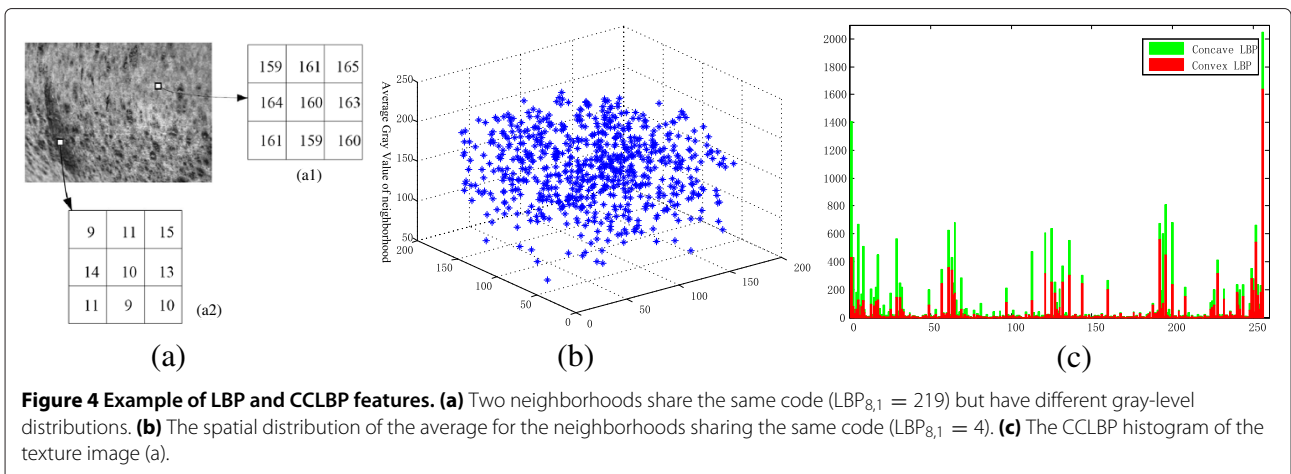 159 161 165
164 160 163
161 159 160
(a1)
9 11 15
14 10 13
11 9 10
(a2)
(a)
Average Gray Value of neighborhood
250
200
150
100
50
200
150
100
50
0
0
50
100
150
200
(b)
2000
1800
1600
1400
1200
1000
800
600
400
200
0
0 50 100 150 200 250
Concave LBP
Convex LBP
(c)
Figure 4 Example of LBP and CCLBP features. (a) Two neighborhoods share the same code (LBP8,1 = 219) but have different gray-level
distributions. (b) The spatial distribution of the average for the neighborhoods sharing the same code (LBP8,1 = 4). (c) The CCLBP histogram of the
texture image (a).